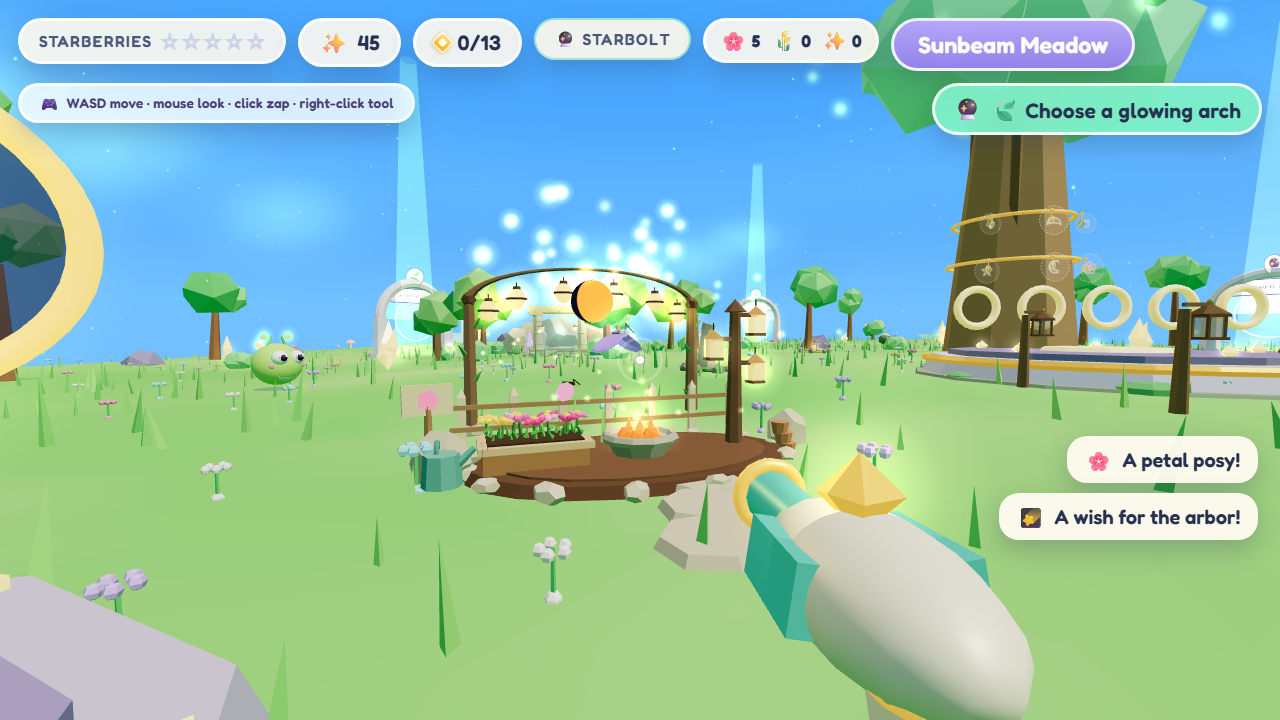 STARBERRIES
45
0/13
STARBOLT
5 0 0
Sunbeam Meadow
WASD move · mouse look · click zap · right-click tool
Choose a glowing arch
A petal posy!
A wish for the arbor!